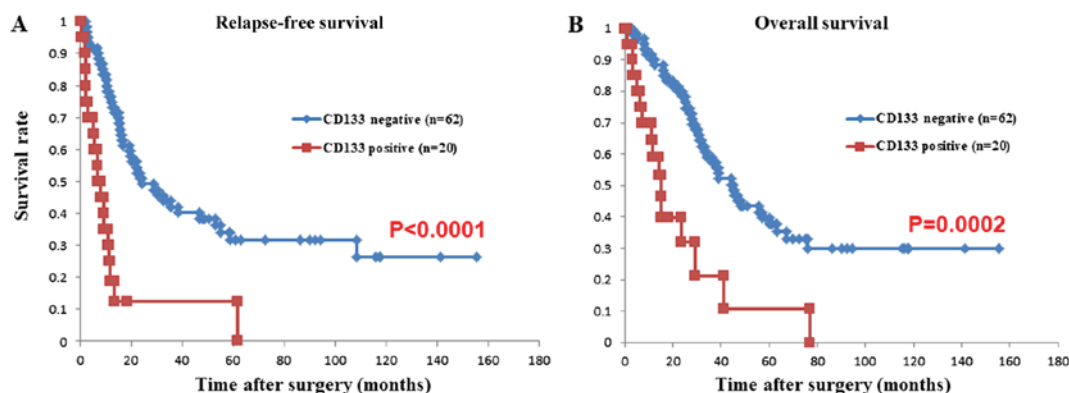 A
Relapse-free survival
1
0.9
0.8
0.7
0.6
0.5
0.4
0.3
0.2
0.1
0
Survival rate
CD133 negative (n=62)
CD133 positive (n=20)
P<0.0001
0 20 40 60 80 100 120 140 160 180
Time after surgery (months)
B
Overall survival
1
0.9
0.8
0.7
0.6
0.5
0.4
0.3
0.2
0.1
0
CD133 negative (n=62)
CD133 positive (n=20)
P=0.0002
0 20 40 60 80 100 120 140 160 180
Time after surgery (months)